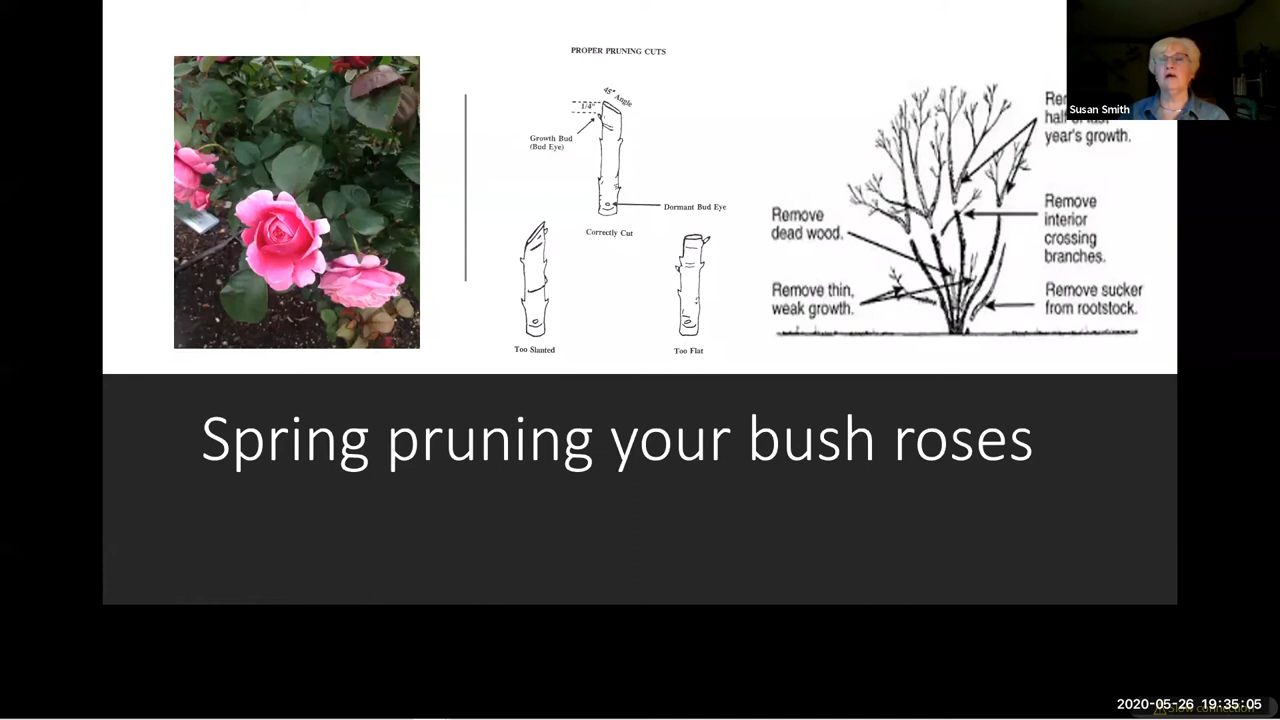 PROPER PRUNING CUTS
45° Angle
1/4"
Growth Bud
(Bud Eye)
Dormant Bud Eye
Correctly Cut
Too Slanted
Too Flat
Susan Smith
year's growth.
Remove
dead wood.
Remove
interior
crossing
branches.
Remove thin,
weak growth.
Remove sucker
from rootstock.
Spring pruning your bush roses
2020-05-26 19:35:05